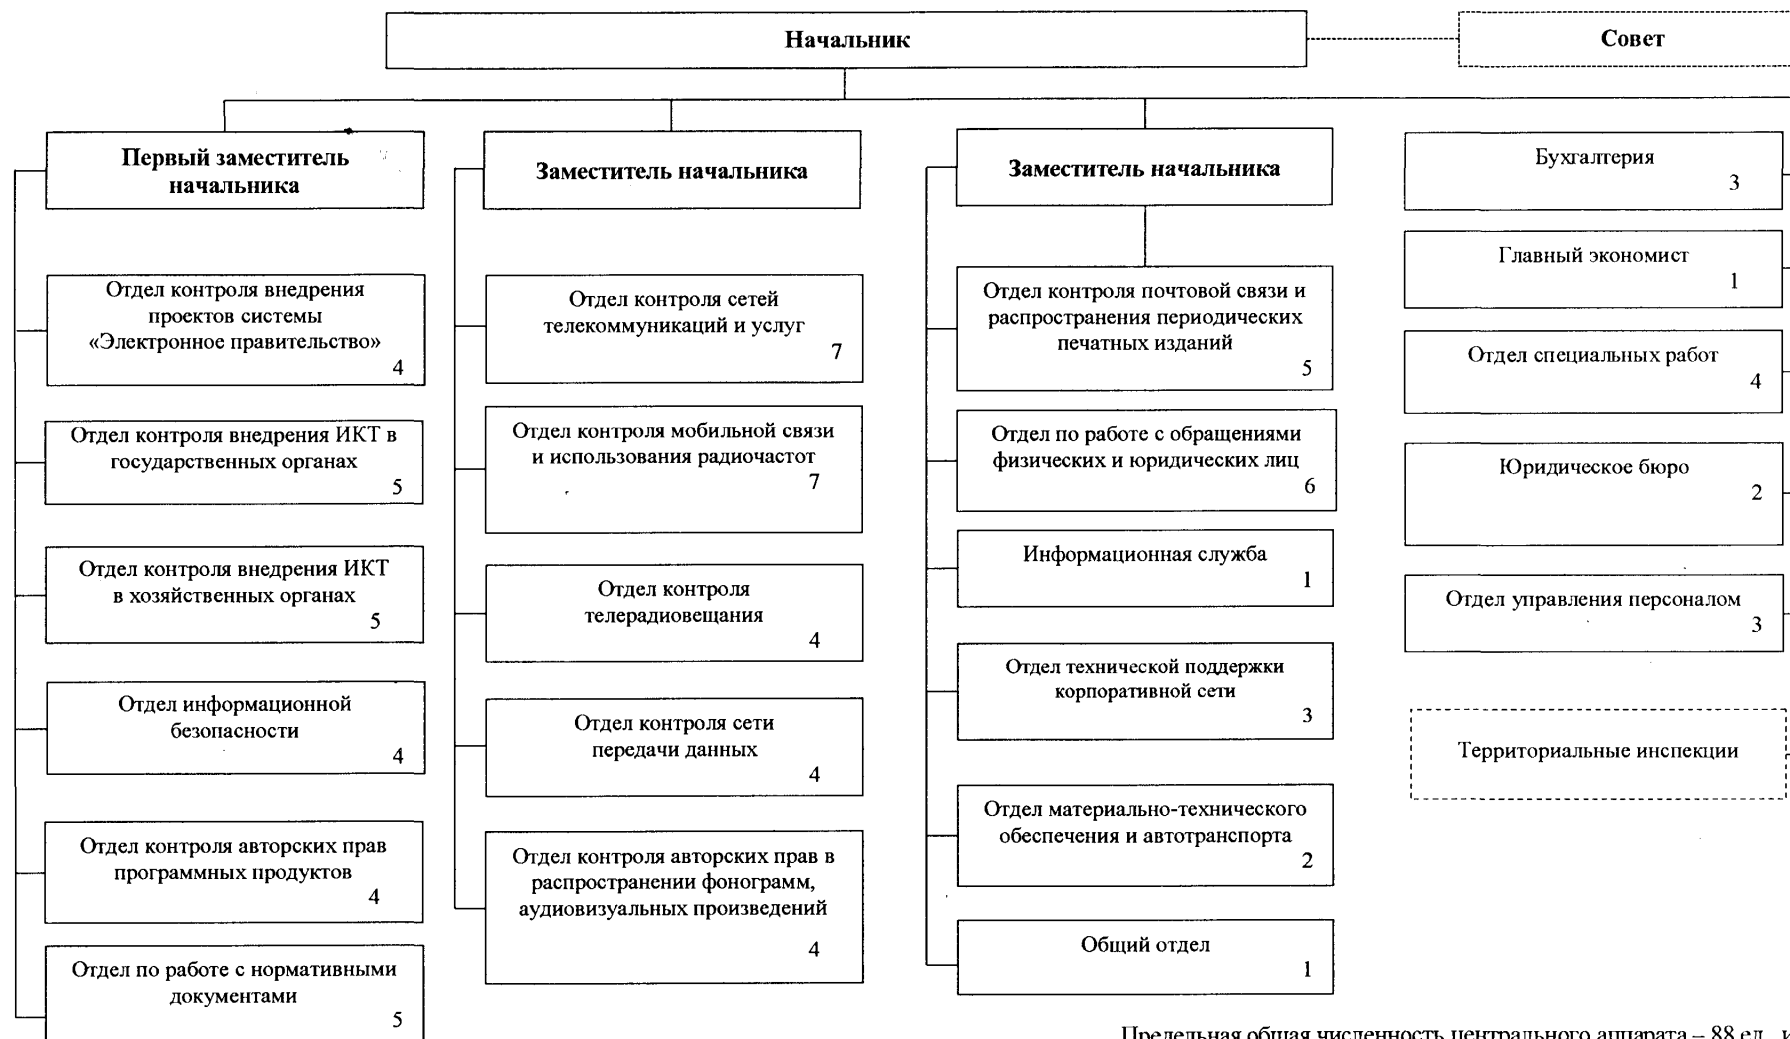 Начальник
Совет
Первый заместитель
начальника
Отдел контроля внедрения
проектов системы
«Электронное правительство»
4
Отдел контроля внедрения ИКТ в
государственных органах
5
Отдел контроля внедрения ИКТ
в хозяйственных органах
5
Отдел информационной
безопасности
4
Отдел контроля авторских прав
программных продуктов
4
Отдел по работе с нормативными
документами
5
Заместитель начальника
Отдел контроля сетей
телекоммуникаций и услуг
7
Отдел контроля мобильной связи
и использования радиочастот
7
Отдел контроля
телерадиовещания
4
Отдел контроля сети
передачи данных
4
Отдел контроля авторских прав в
распространении фонограмм,
аудиовизуальных произведений
4
Заместитель начальника
Отдел контроля почтовой связи и
распространения периодических
печатных изданий
5
Отдел по работе с обращениями
физических и юридических лиц
6
Информационная служба
1
Отдел технической поддержки
корпоративной сети
3
Отдел материально-технического
обеспечения и автотранспорта
2
Общий отдел
1
Бухгалтерия
3
Главный экономист
1
Отдел специальных работ
4
Юридическое бюро
2
Отдел управления персоналом
3
Территориальные инспекции
Предельная общая численность центрального аппарата – 88 ед., и